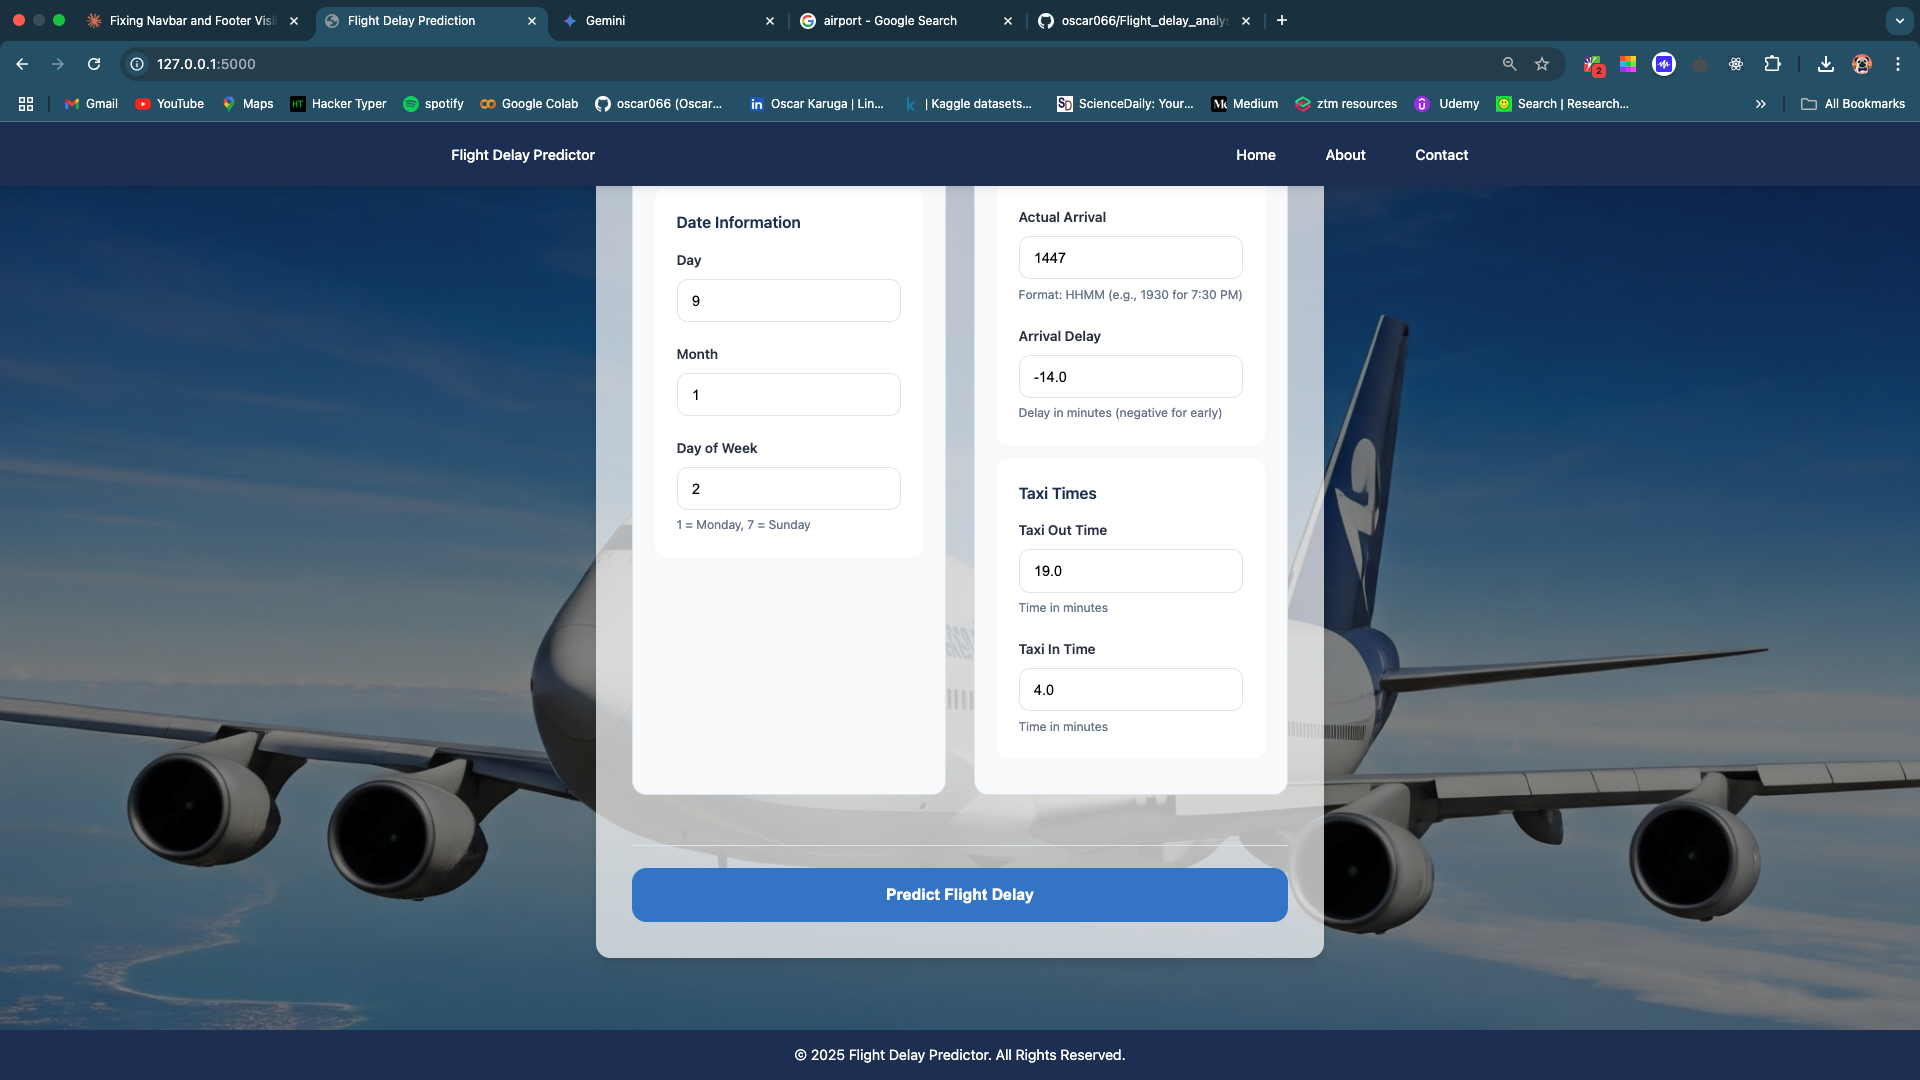 Fixing Navbar and Footer Visi
Flight Delay Prediction
Gemini
airport - Google Search
oscar066/Flight_delay_analys
127.0.0.1:5000
2
Gmail
YouTube
Maps
HT
Hacker Typer
spotify
Google Colab
oscar066 (Oscar...
in
Oscar Karuga | Lin...
k
| Kaggle datasets...
SD
ScienceDaily: Your...
Medium
ztm resources
Udemy
Search | Research...
All Bookmarks
Flight Delay Predictor
Home
About
Contact
Date Information
Day
9
Month
1
Day of Week
2
1 = Monday, 7 = Sunday
Actual Arrival
1447
Format: HHMM (e.g., 1930 for 7:30 PM)
Arrival Delay
-14.0
Delay in minutes (negative for early)
Taxi Times
Taxi Out Time
19.0
Time in minutes
Taxi In Time
4.0
Time in minutes
Predict Flight Delay
© 2025 Flight Delay Predictor. All Rights Reserved.